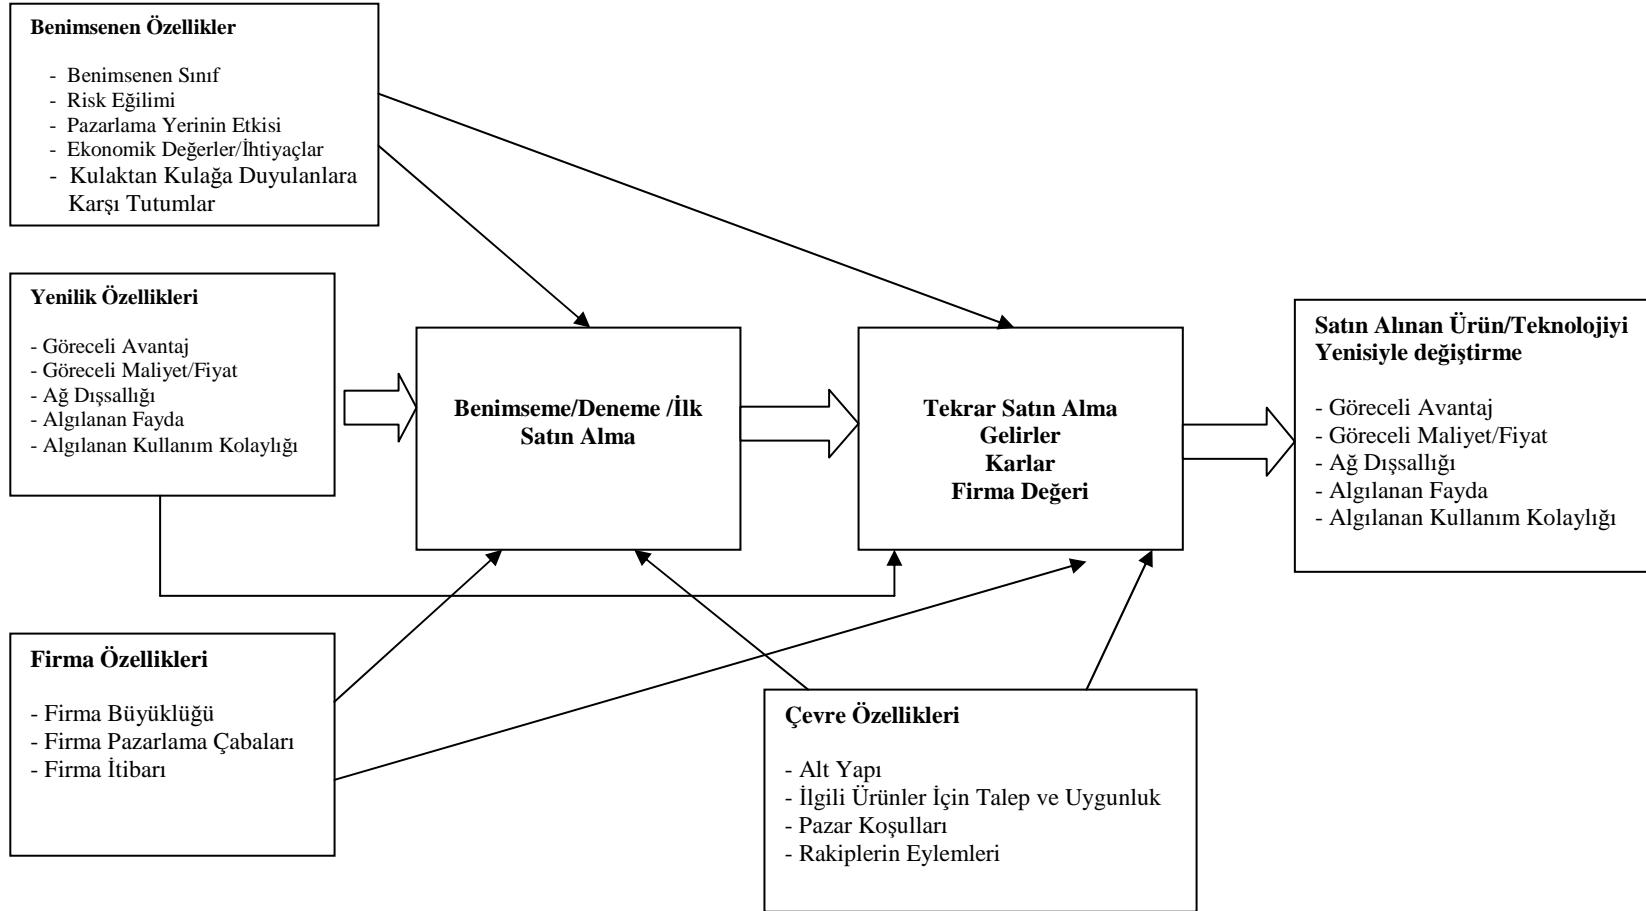 Benimsenen Özellikler
- Benimsenen Sınıf
- Risk Eğilimi
- Pazarlama Yerinin Etkisi
- Ekonomik Değerler/İhtiyaçlar
- Kulaktan Kulağa Duyulanlara
Karşı Tutumlar
Yenilik Özellikleri
- Göreceli Avantaj
- Göreceli Maliyet/Fiyat
- Ağ Dışsallığı
- Algılanan Fayda
- Algılanan Kullanım Kolaylığı
Benimseme/Deneme /İlk
Satın Alma
Tekrar Satın Alma
Gelirler
Karlar
Firma Değeri
Satın Alınan Ürün/Teknolojiyi
Yenisiyle değiştirme
- Göreceli Avantaj
- Göreceli Maliyet/Fiyat
- Ağ Dışsallığı
- Algılanan Fayda
- Algılanan Kullanım Kolaylığı
Firma Özellikleri
- Firma Büyüklüğü
- Firma Pazarlama Çabaları
- Firma İtibarı
Çevre Özellikleri
- Alt Yapı
- İlgili Ürünler İçin Talep ve Uygunluk
- Pazar Koşulları
- Rakiplerin Eylemleri